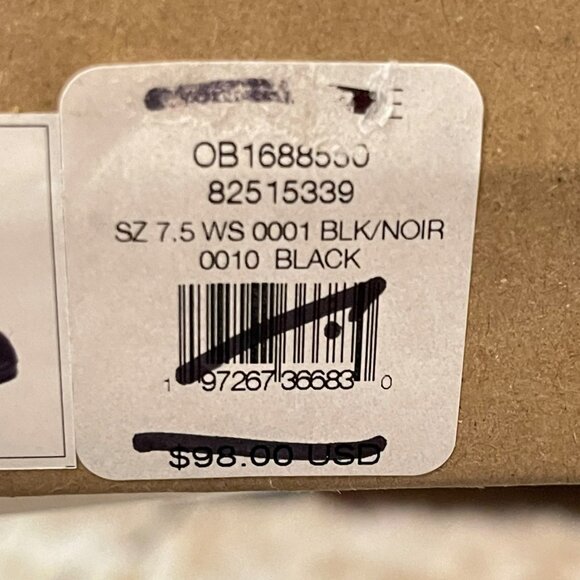 E
OB1688550
82515339
SZ 7.5 WS 0001 BLK/NOIR
0010 BLACK
1 97267 36683 0
$98.00 USD